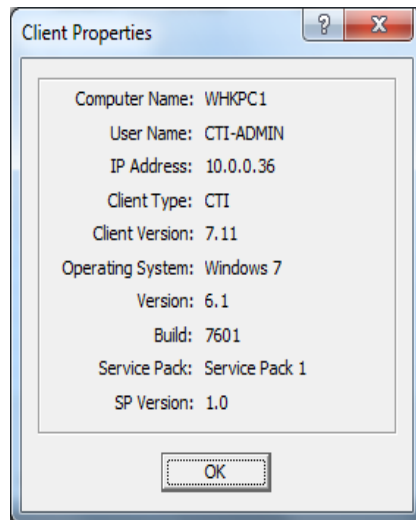 Client Properties
Computer Name: WHKPC1
User Name: CTI-ADMIN
IP Address: 10.0.0.36
Client Type: CTI
Client Version: 7.11
Operating System: Windows 7
Version: 6.1
Build: 7601
Service Pack: Service Pack 1
SP Version: 1.0
OK